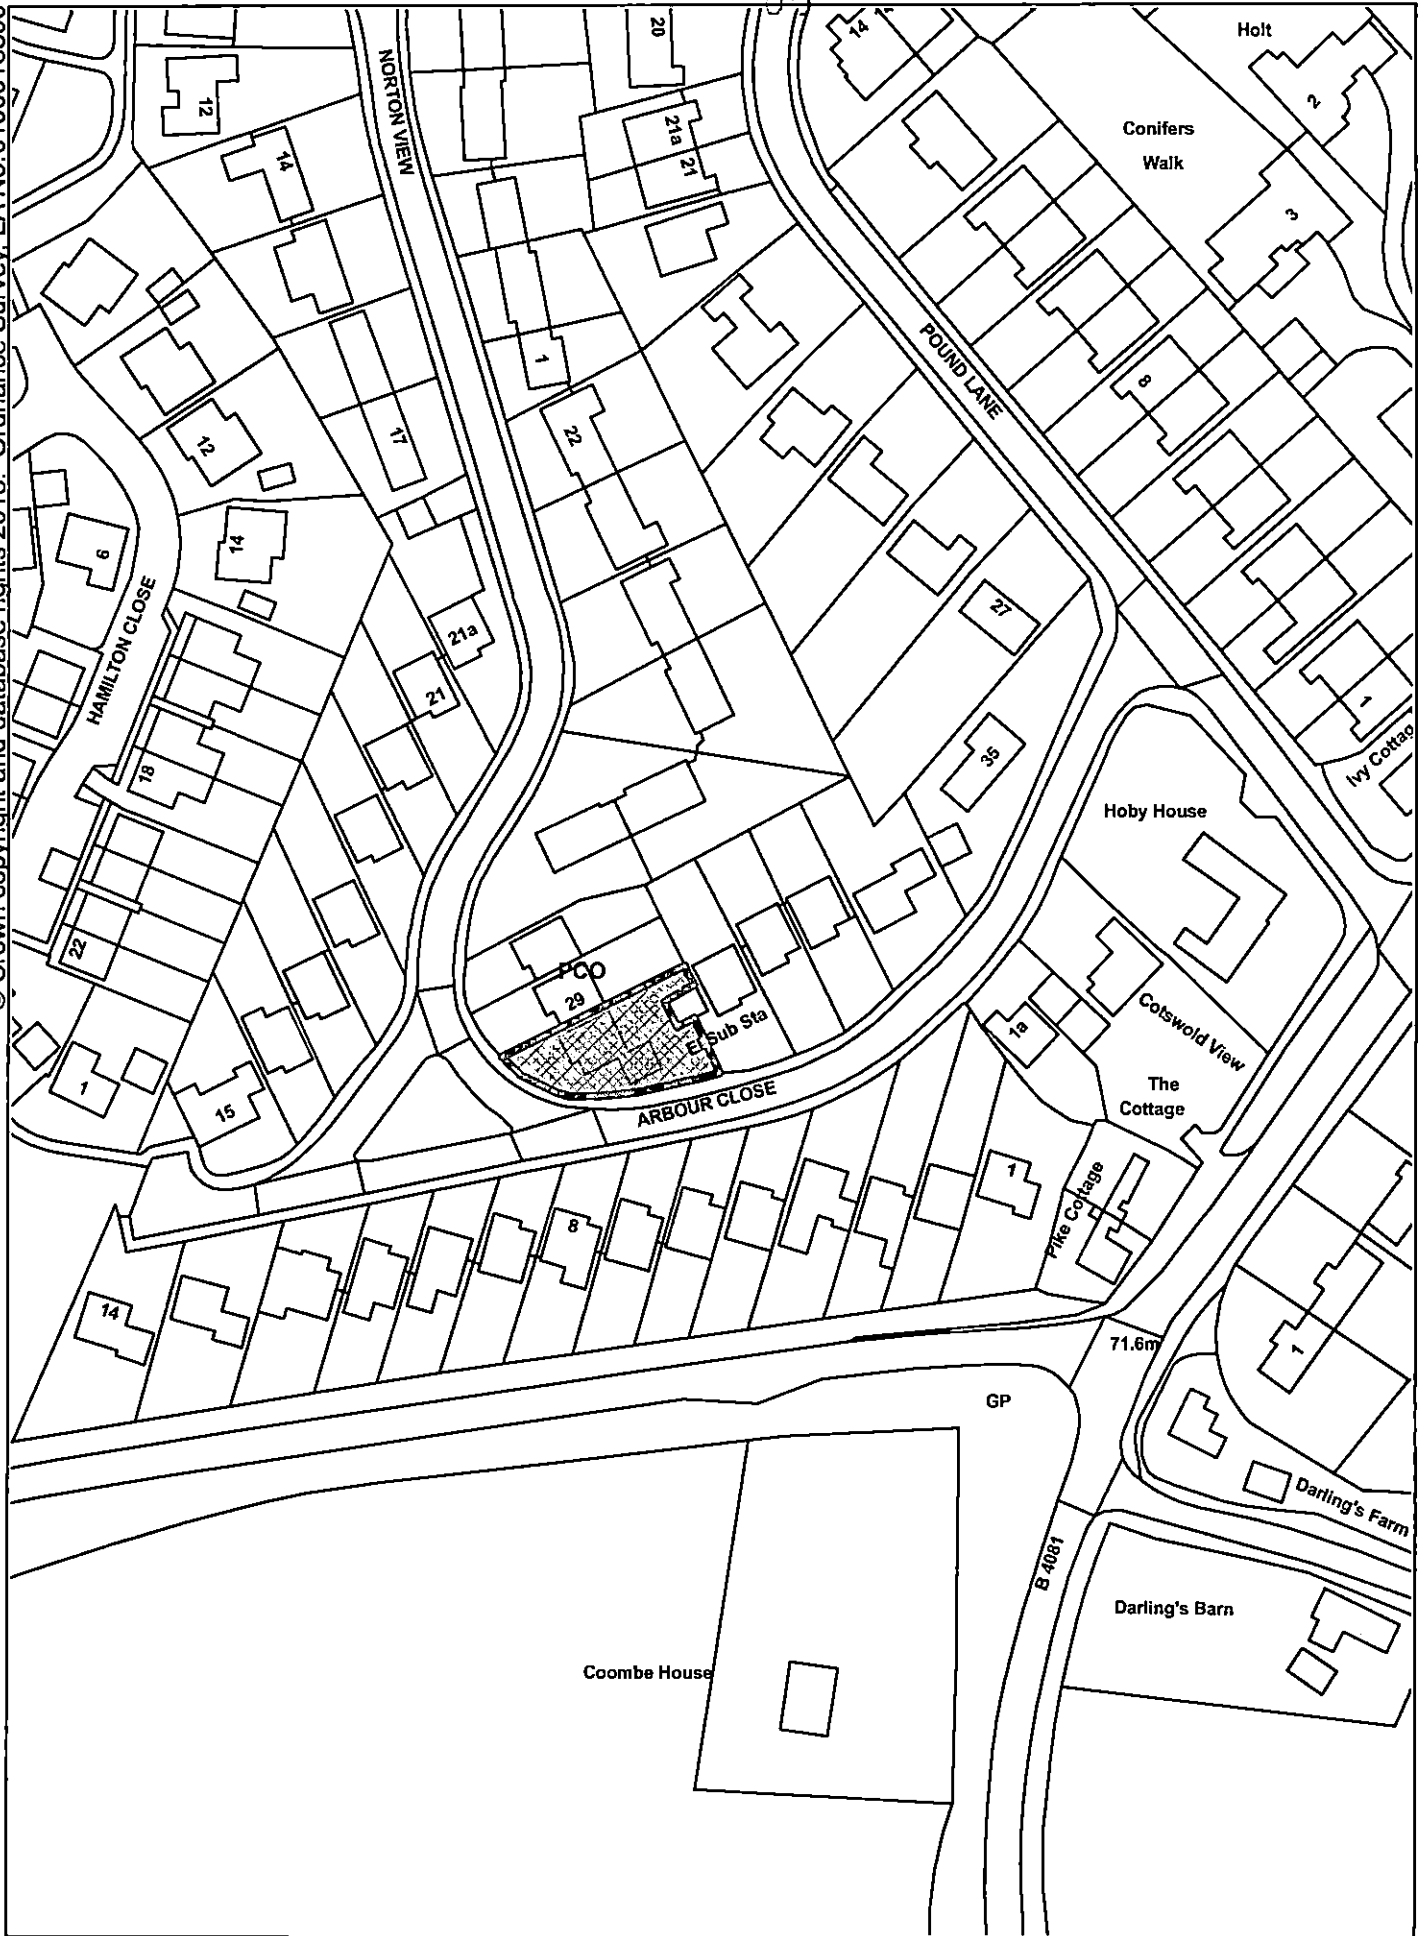 20
14
Holt
12
NORTON VIEW
2
21a
21
Conifers
Walk
14
3
1
POUND LANE
8
17
22
12
14
6
HAMILTON CLOSE
27
21a
21
1
35
Ivy Cottag
18
Hoby House
22
PCO
29
El Sub Sta
Cotswold View
1a
1
15
The
Cottage
ARBOUR CLOSE
1
Pike Cottage
8
14
71.6m
1
GP
Darling's Farm
B 4081
Darling's Barn
Coombe House